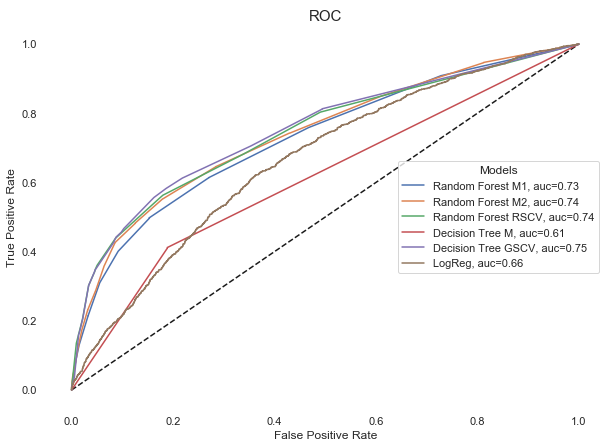 ROC
1.0
0.8
0.6
0.4
0.2
0.0
True Positive Rate
Models
Random Forest M1, auc=0.73
Random Forest M2, auc=0.74
Random Forest RSCV, auc=0.74
Decision Tree M, auc=0.61
Decision Tree GSCV, auc=0.75
LogReg, auc=0.66
0.0 0.2 0.4 0.6 0.8 1.0
False Positive Rate